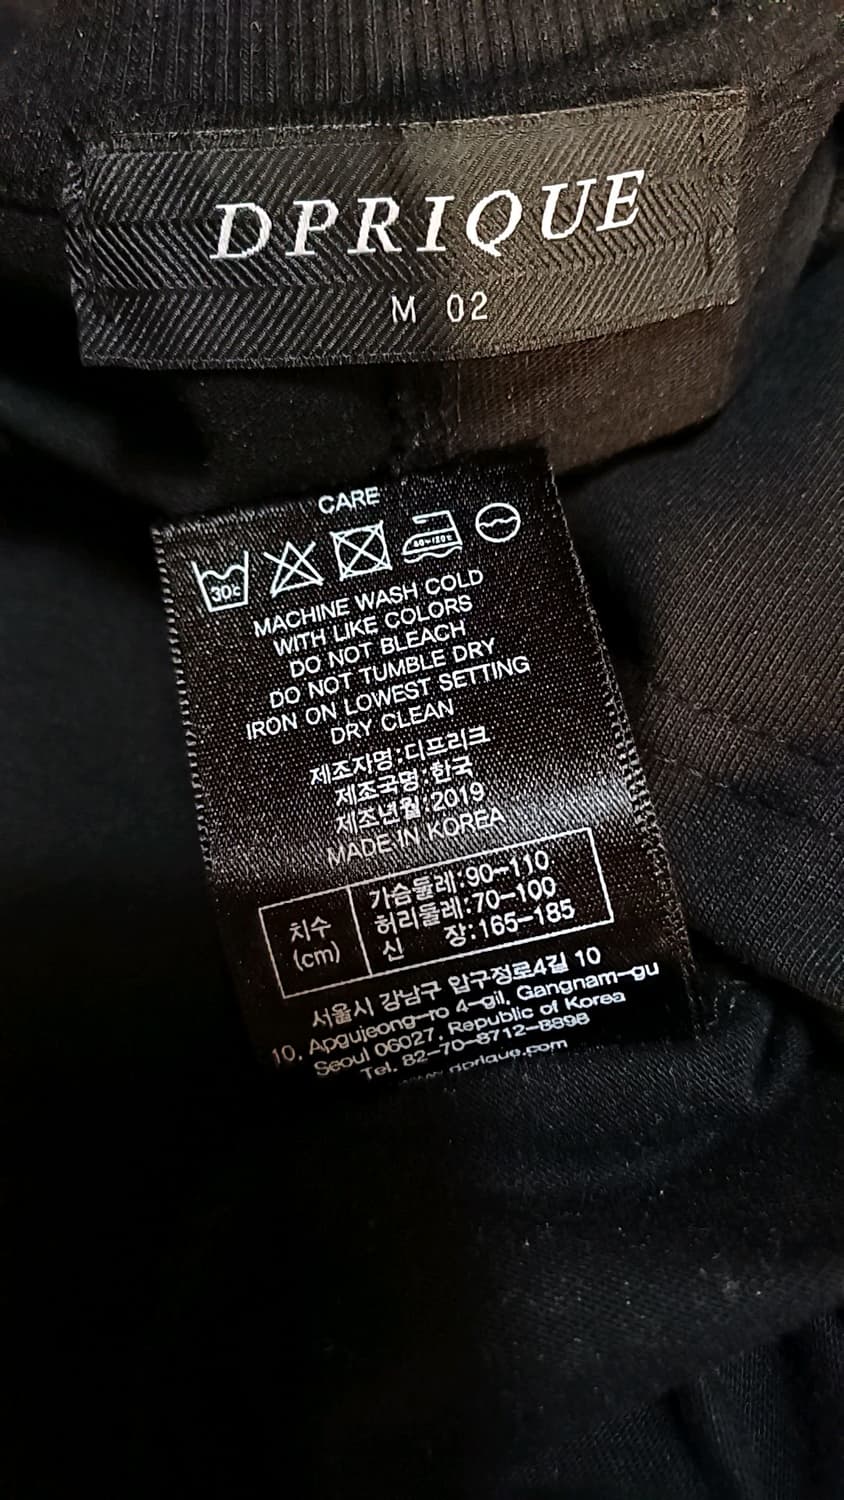 DPRIQUE
M 02
CARE
30℃
MACHINE WASH COLD
WITH LIKE COLORS
DO NOT BLEACH
DO NOT TUMBLE DRY
IRON ON LOWEST SETTING
DRY CLEAN
제조자명:디프리크
제조국명:한국
제조년월:2019
MADE IN KOREA
치수
(cm)
가슴둘레:90-110
허리둘레:70-100
신 장:165-185
서울시 강남구 압구정로4길 10
10, Apgujeong-ro 4-gil, Gangnam-gu
Seoul 06027, Republic of Korea
Tel. 82-70-8712-8898
dprique.com